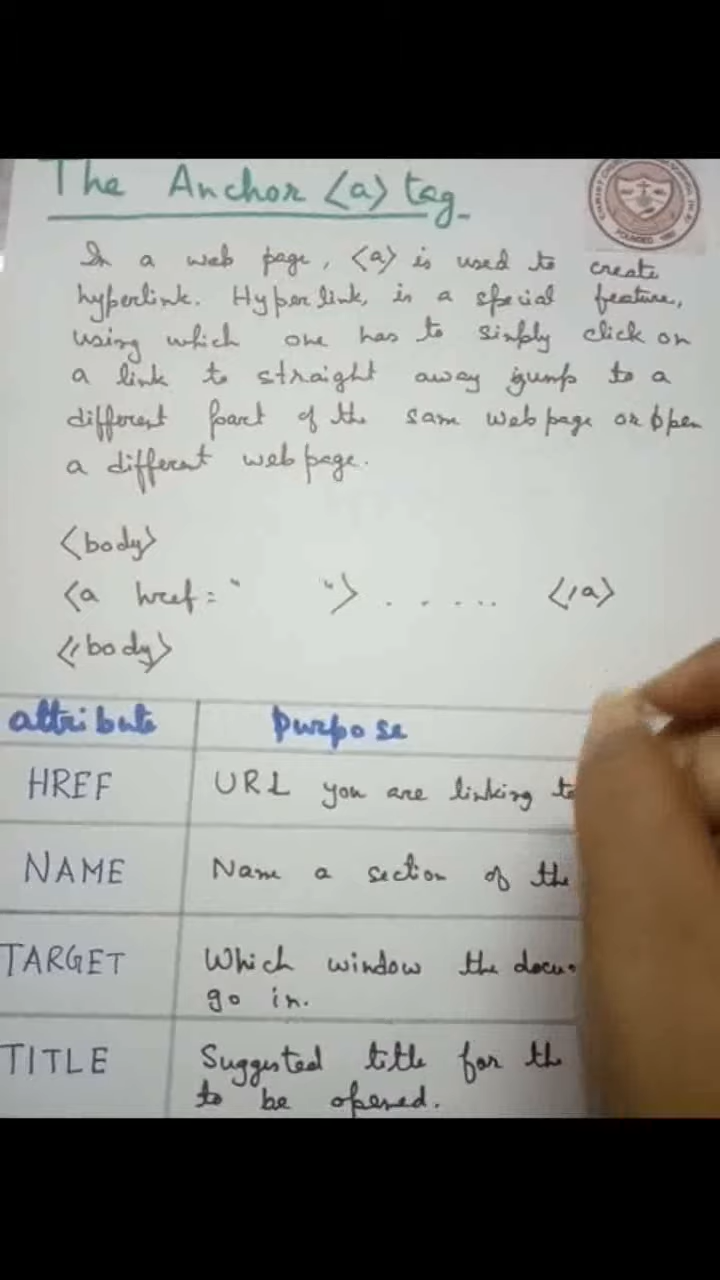 The Anchor <a> tag
In a web page, <a> is used to create
hyperlink. Hyperlink, is a special feature,
using which one has to simply click on
a link to straight away jump to a
different part of the same web page or open
a different web page.
<body>
<a href = " "> . . . . . </a>
</body>
attribute purpose
HREF URL you are linking to
NAME Name a section of the
TARGET Which window the docu
go in.
TITLE Suggested title for the
to be opened.